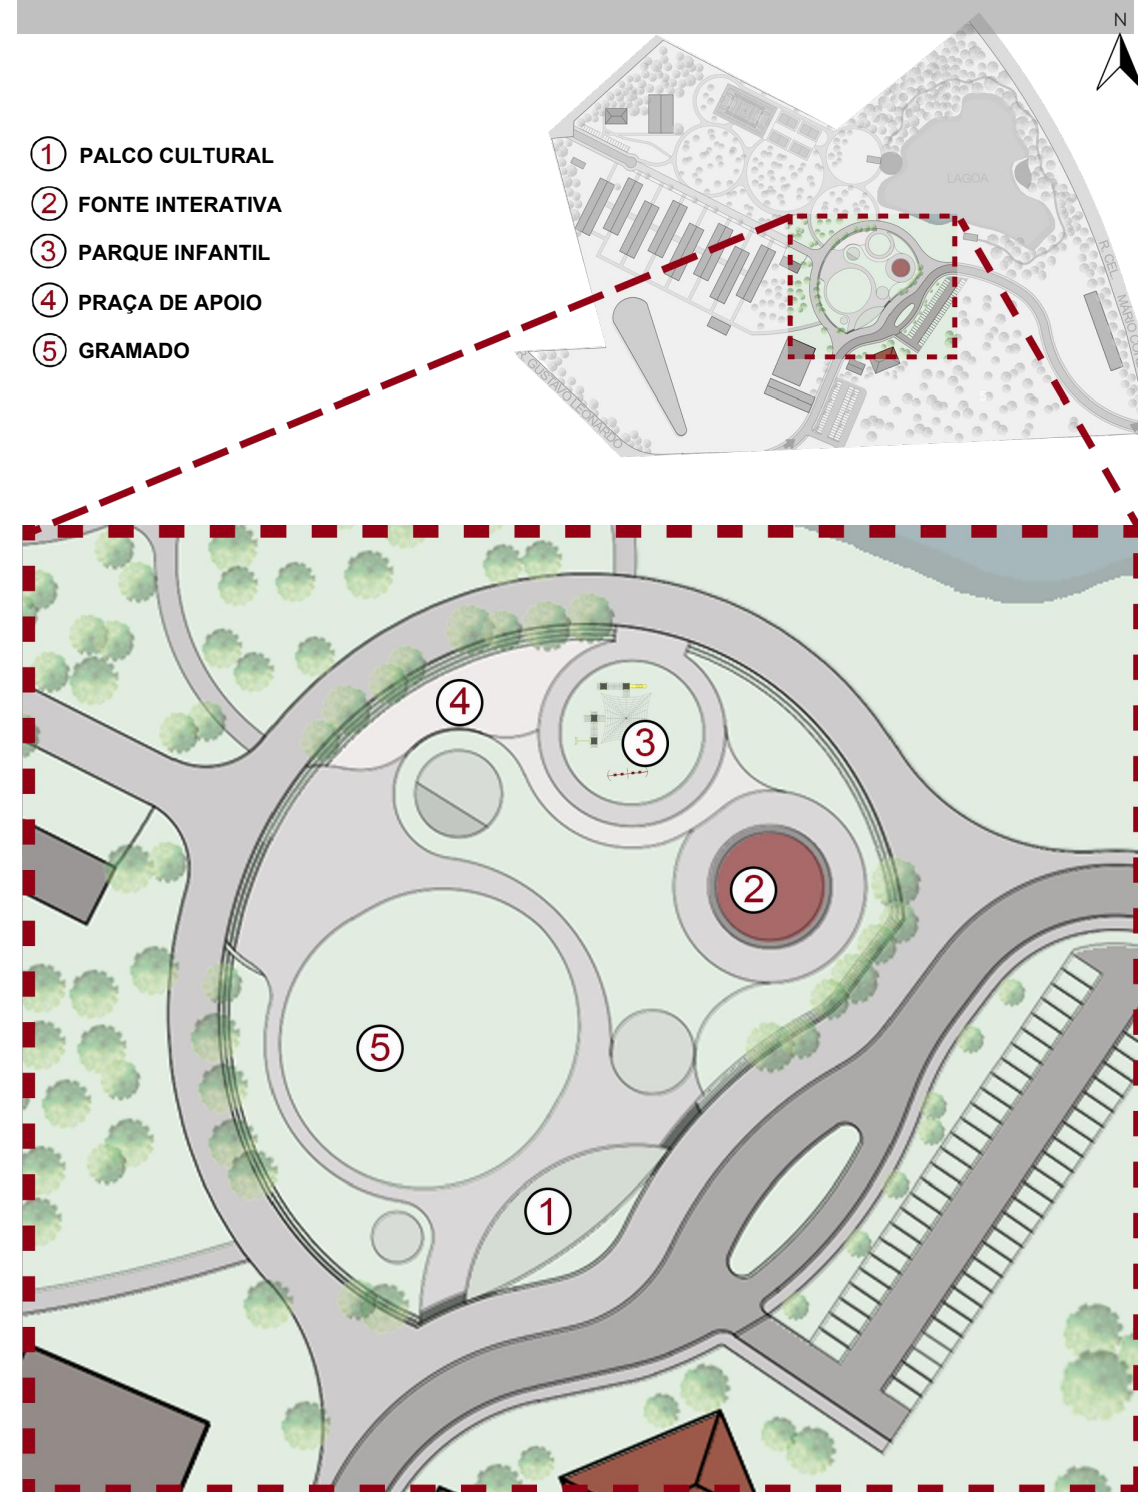 N
1 PALCO CULTURAL
2 FONTE INTERATIVA
3 PARQUE INFANTIL
4 PRAÇA DE APOIO
5 GRAMADO
LAGOA
R. CEL.
GUSTAVO LEONARDO
4
3
2
5
1